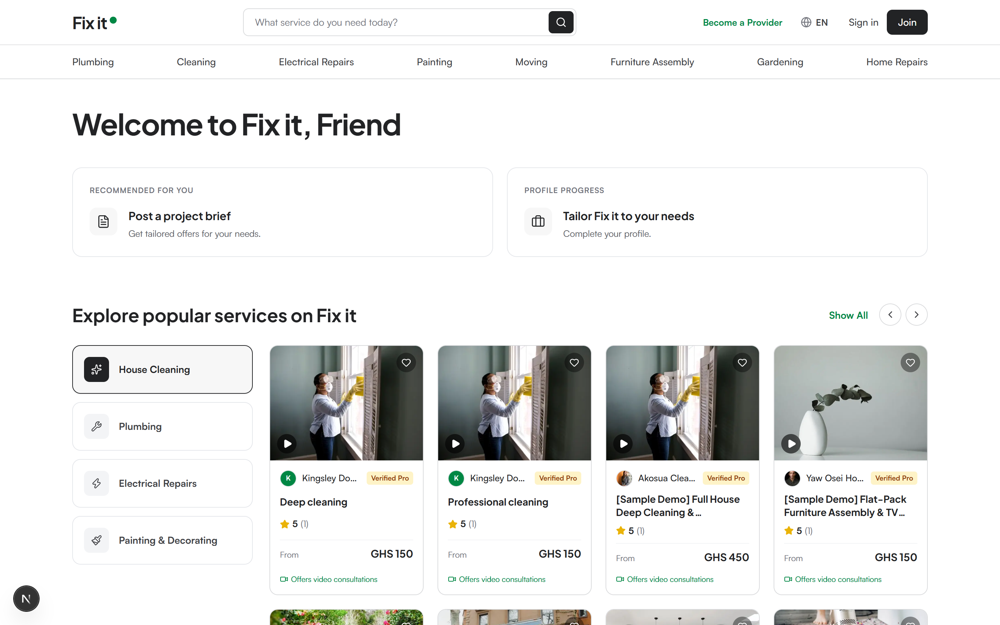 Fix it
What service do you need today?
Become a Provider
EN
Sign in
Join
Plumbing
Cleaning
Electrical Repairs
Painting
Moving
Furniture Assembly
Gardening
Home Repairs
Welcome to Fix it, Friend
RECOMMENDED FOR YOU
Post a project brief
Get tailored offers for your needs.
PROFILE PROGRESS
Tailor Fix it to your needs
Complete your profile.
Explore popular services on Fix it
Show All
House Cleaning
Plumbing
Electrical Repairs
Painting & Decorating
K
Kingsley Do...
Verified Pro
Deep cleaning
5 (1)
From
GHS 150
Offers video consultations
K
Kingsley Do...
Verified Pro
Professional cleaning
5 (1)
From
GHS 150
Offers video consultations
Akosua Clea...
Verified Pro
[Sample Demo] Full House
Deep Cleaning & ...
5 (1)
From
GHS 450
Offers video consultations
Yaw Osei Ho...
Verified Pro
[Sample Demo] Flat-Pack
Furniture Assembly & TV...
5 (1)
From
GHS 150
Offers video consultations
N